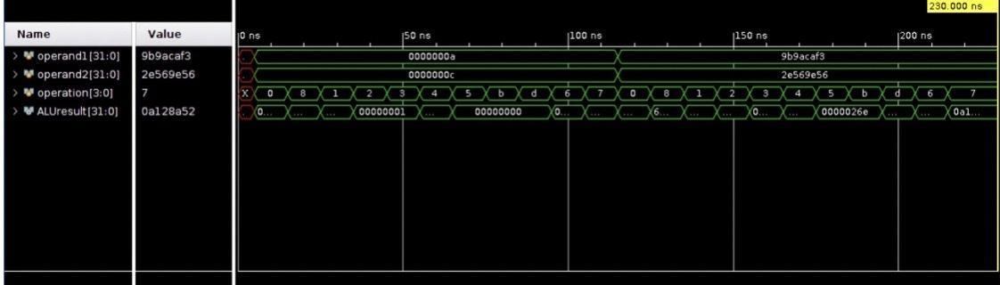 230.000 ns
Name Value
0 ns 50 ns 100 ns 150 ns 200 ns
operand1[31:0] 9b9acaf3 0000000a 9b9acaf3
operand2[31:0] 2e569e56 0000000c 2e569e56
operation[3:0] 7 X 0 8 1 2 3 4 5 b d 6 7 0 8 1 2 3 4 5 b d 6 7
ALUresult[31:0] 0a128a52 . 0... ... ... 00000001 ... 00000000 0... ... ... 6... ... ... 0... ... 0000026e ... ... 0a1...